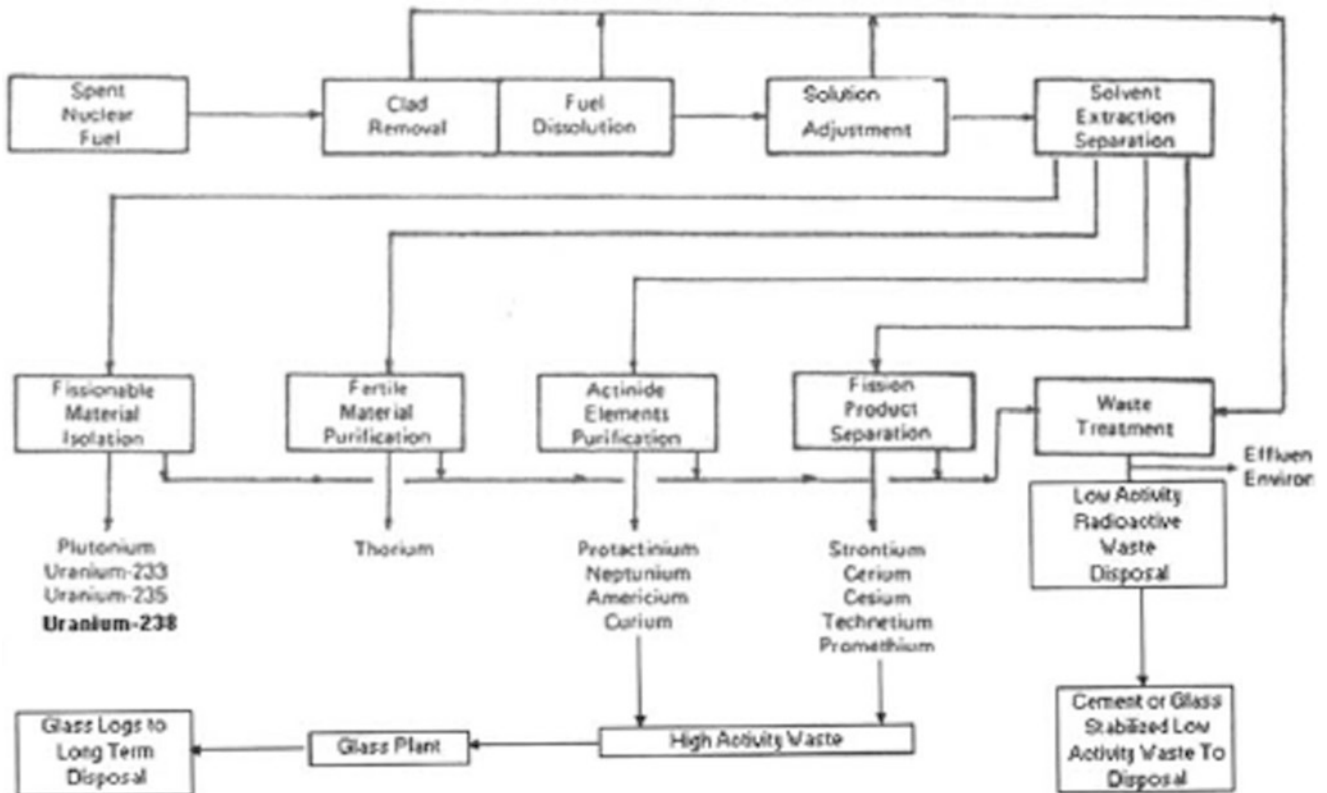 Spent
Nuclear
Fuel
Clad
Removal
Fuel
Dissolution
Solution
Adjustment
Solvent
Extraction
Separation
Fissionable
Material
Isolation
Fertile
Material
Purification
Actinide
Elements
Purification
Fission
Product
Separation
Waste
Treatment
Effluen
Environ
Low Activity
Radioactive
Waste
Disposal
Plutonium
Uranium-233
Uranium-235
Uranium-238
Thorium
Protactinium
Neptunium
Americium
Curium
Strontium
Cerium
Cesium
Technetium
Promethium
Glass Logs to
Long Term
Disposal
Glass Plant
High Activity Waste
Cement or Glass
Stabilized Low
Activity Waste To
Disposal